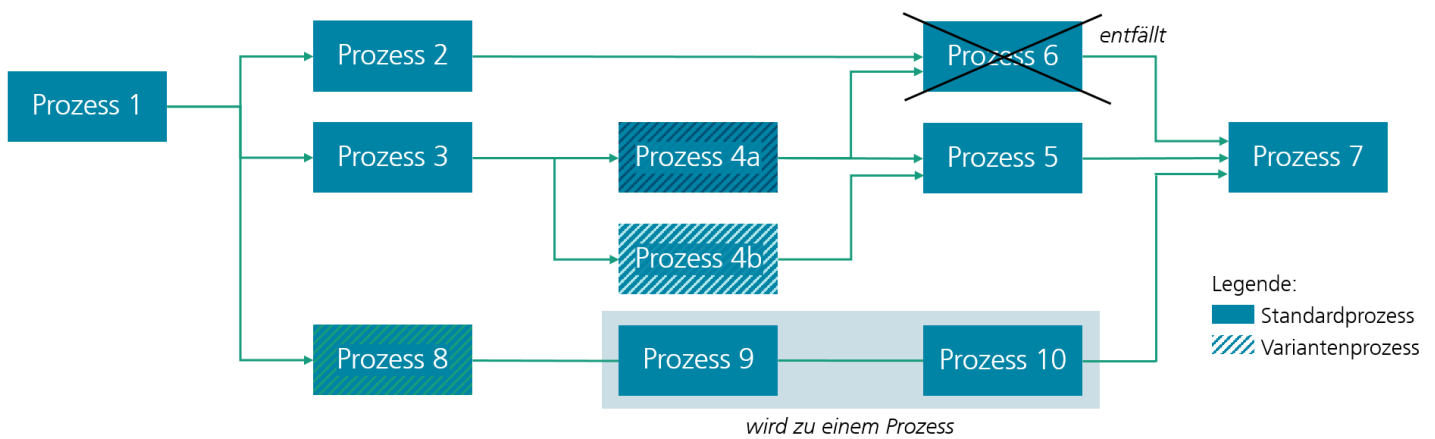 Prozess 1
Prozess 2
Prozess 6
entfällt
Prozess 3
Prozess 4a
Prozess 5
Prozess 7
Prozess 4b
Prozess 8
Prozess 9
Prozess 10
wird zu einem Prozess
Legende:
Standardprozess
Variantenprozess